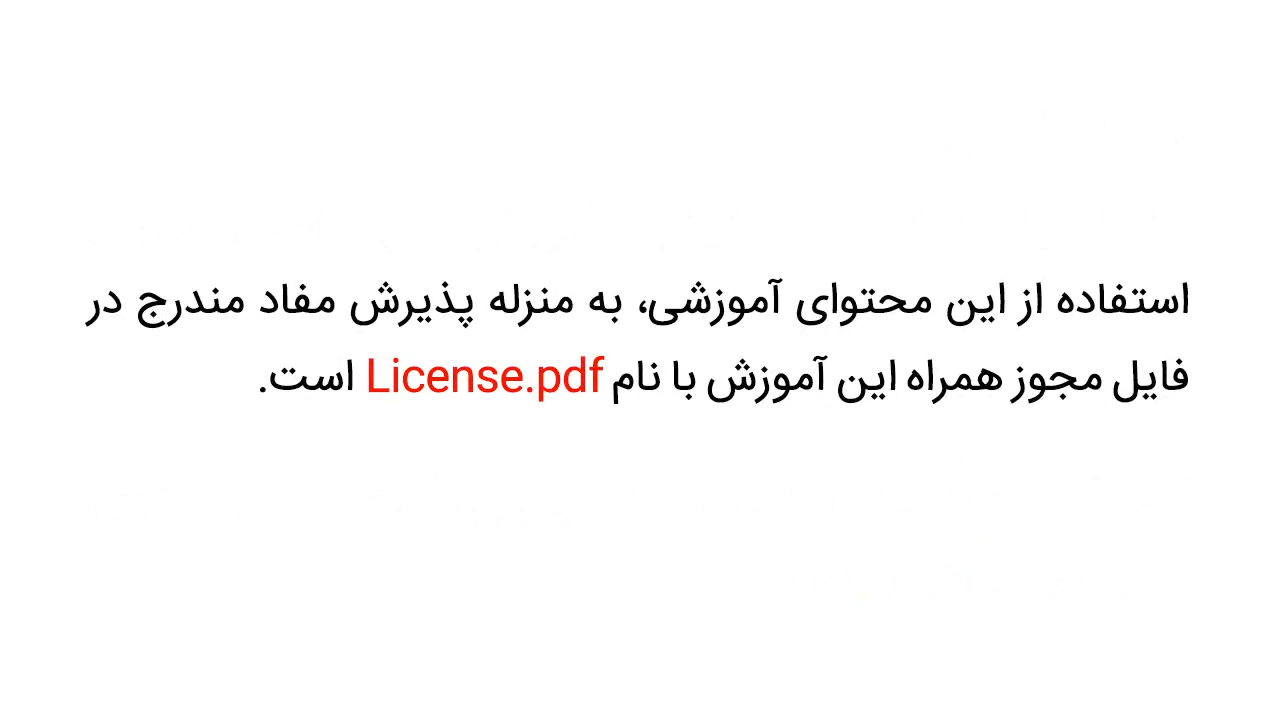 استفاده از این محتوای آموزشی، به منزله پذیرش مفاد مندرج در
فایل مجوز همراه این آموزش با نام License.pdf است.